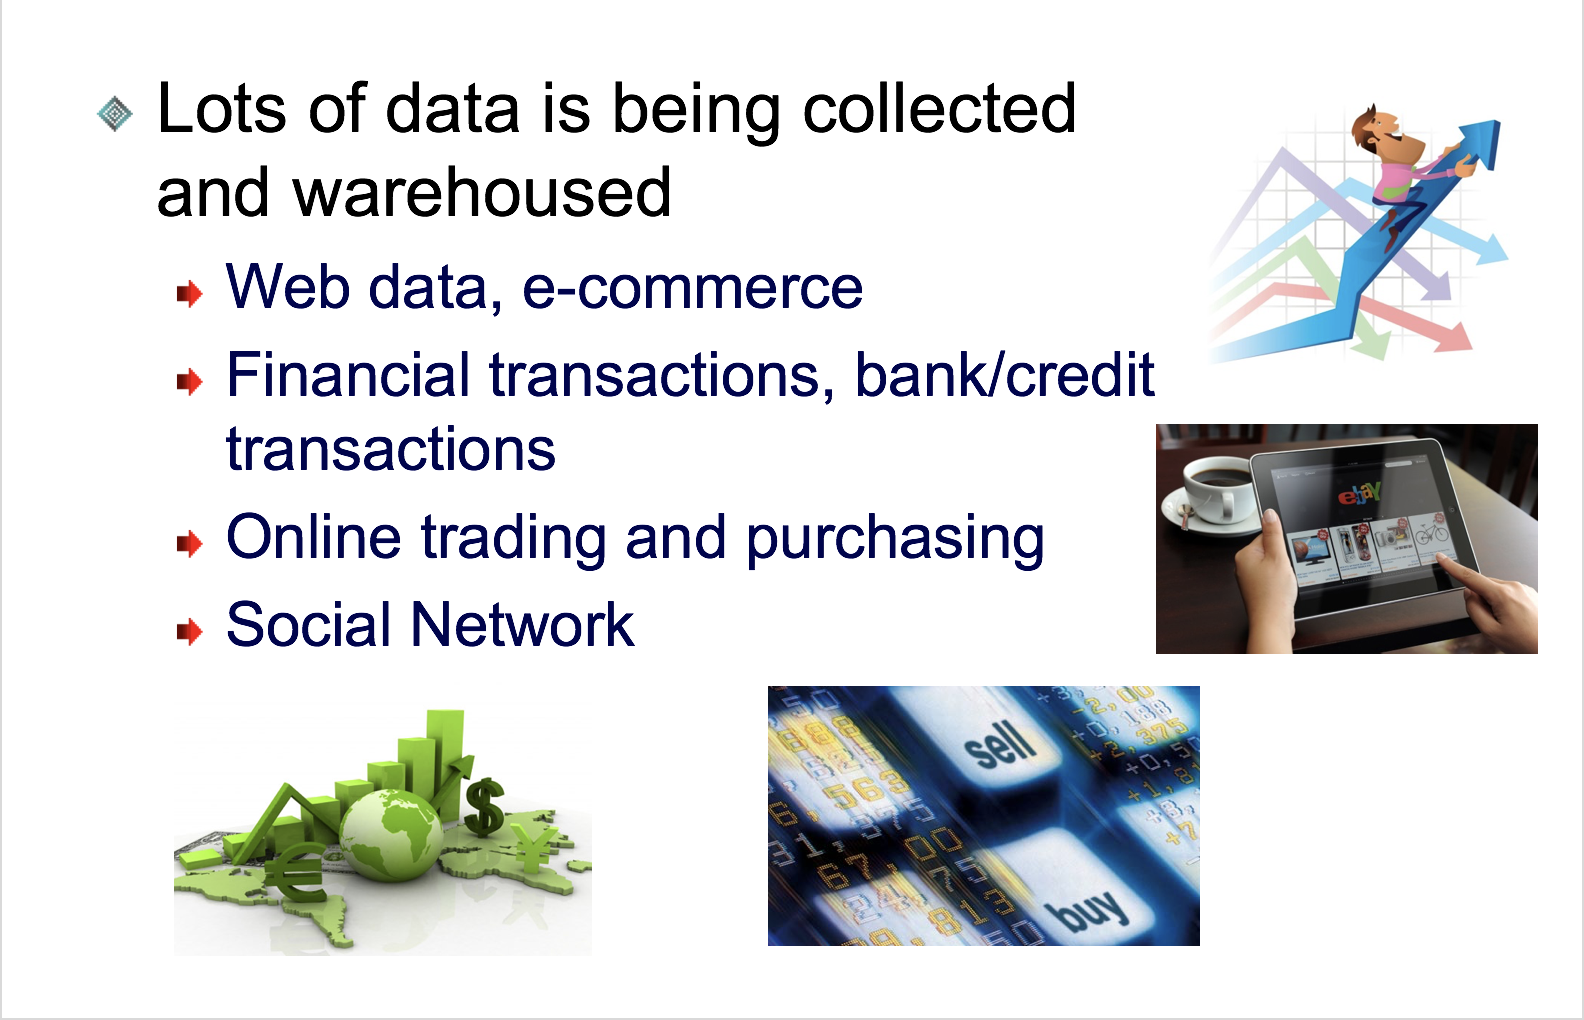 Lots of data is being collected
and warehoused
Web data, e-commerce
Financial transactions, bank/credit
transactions
Online trading and purchasing
Social Network
ebay
sell
buy